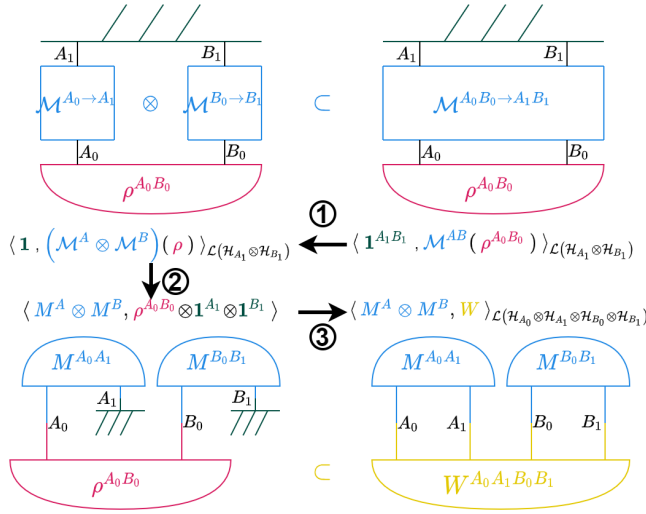 A₁ B₁ A₁ B₁
𝓜^{A₀→A₁} ⊗ 𝓜^{B₀→B₁} ⊂ 𝓜^{A₀B₀→A₁B₁}
A₀ B₀ A₀ B₀
ρ^{A₀B₀} ρ^{A₀B₀}
①
⟨ 𝟏 , (𝓜^A ⊗ 𝓜^B)( ρ ) ⟩_{𝓛(𝓗_{A₁}⊗𝓗_{B₁})} ⟨ 𝟏^{A₁B₁} , 𝓜^{AB}(ρ^{A₀B₀}) ⟩_{𝓛(𝓗_{A₁}⊗𝓗_{B₁})}
②
⟨ M^A ⊗ M^B, ρ^{A₀B₀}⊗𝟏^{A₁}⊗𝟏^{B₁} ⟩ ③ ⟨ M^A ⊗ M^B, W ⟩_{𝓛(𝓗_{A₀}⊗𝓗_{A₁}⊗𝓗_{B₀}⊗𝓗_{B₁})}
M^{A₀A₁} M^{B₀B₁} M^{A₀A₁} M^{B₀B₁}
A₁ B₁
A₀ B₀ A₀ A₁ B₀ B₁
ρ^{A₀B₀} ⊂ W^{A₀A₁B₀B₁}